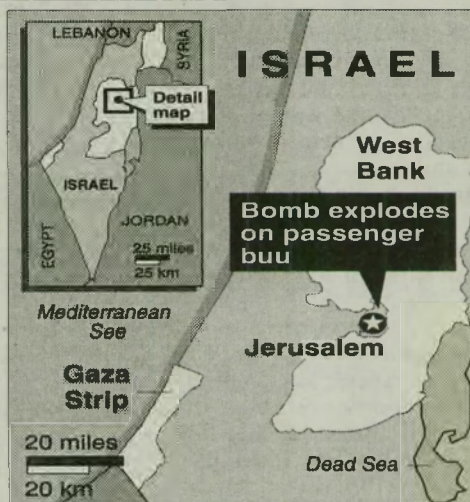 LEBANON
SYRIA
Detail
map
ISRAEL
JORDAN
EGYPT
25 miles
25 km
ISRAEL
West
Bank
Bomb explodes
on passenger
buu
Mediterranean
See
Jerusalem
Gaza
Strip
20 miles
20 km
Dead Sea